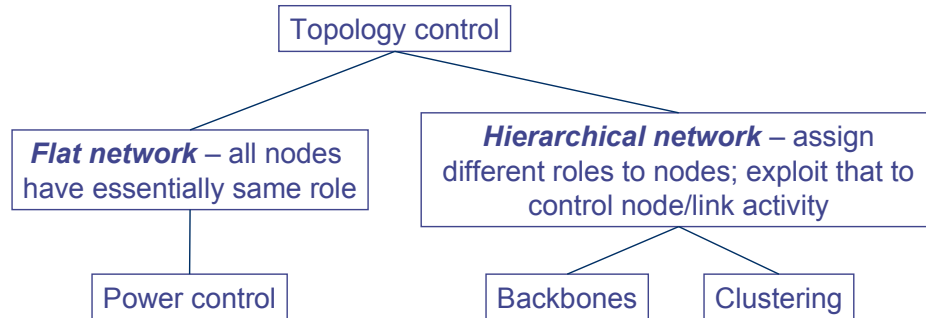 Topology control
Flat network – all nodes
have essentially same role
Hierarchical network – assign
different roles to nodes; exploit that to
control node/link activity
Power control
Backbones
Clustering